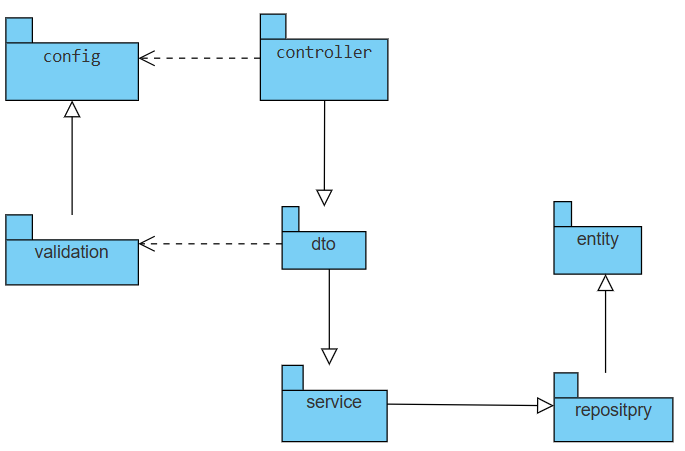 config
controller
validation
dto
entity
service
repositpry